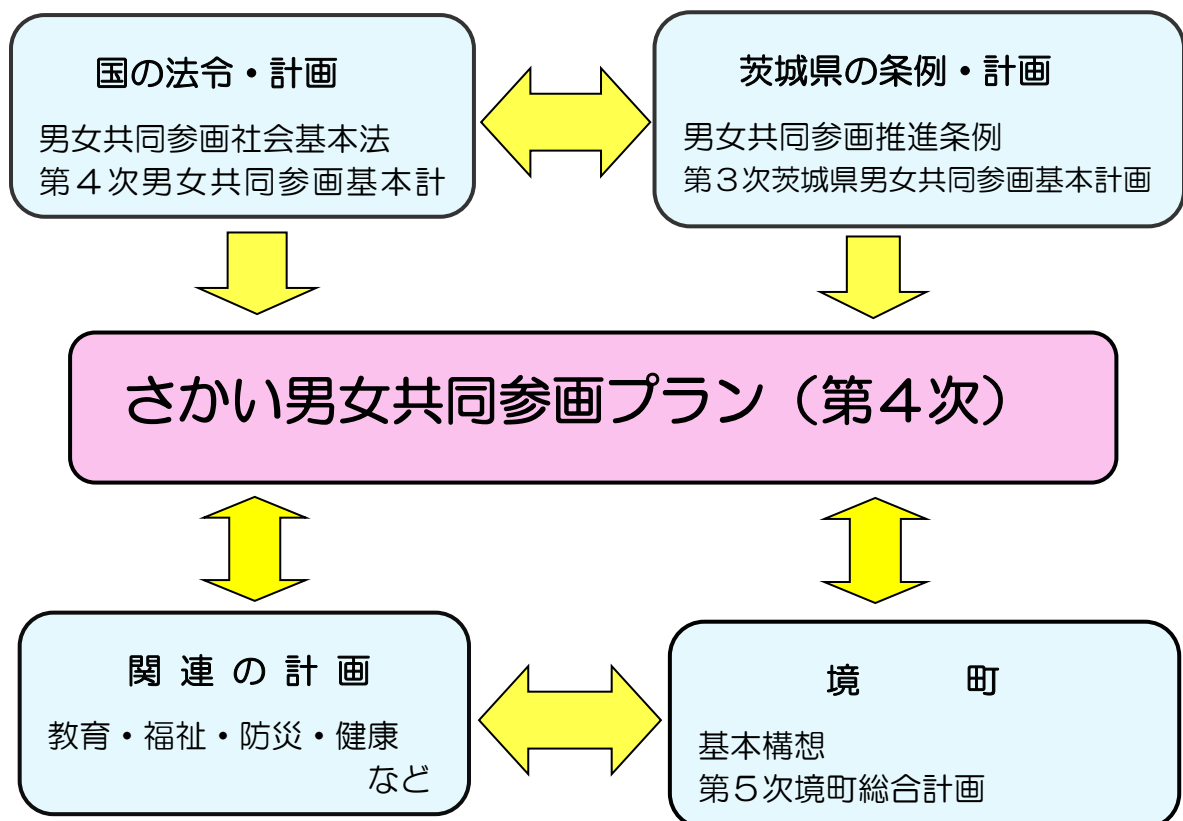 国の法令・計画
男女共同参画社会基本法
第４次男女共同参画基本計
茨城県の条例・計画
男女共同参画推進条例
第３次茨城県男女共同参画基本計画
さかい男女共同参画プラン（第４次）
関 連 の 計 画
教育・福祉・防災・健康
など
境　　町
基本構想
第５次境町総合計画